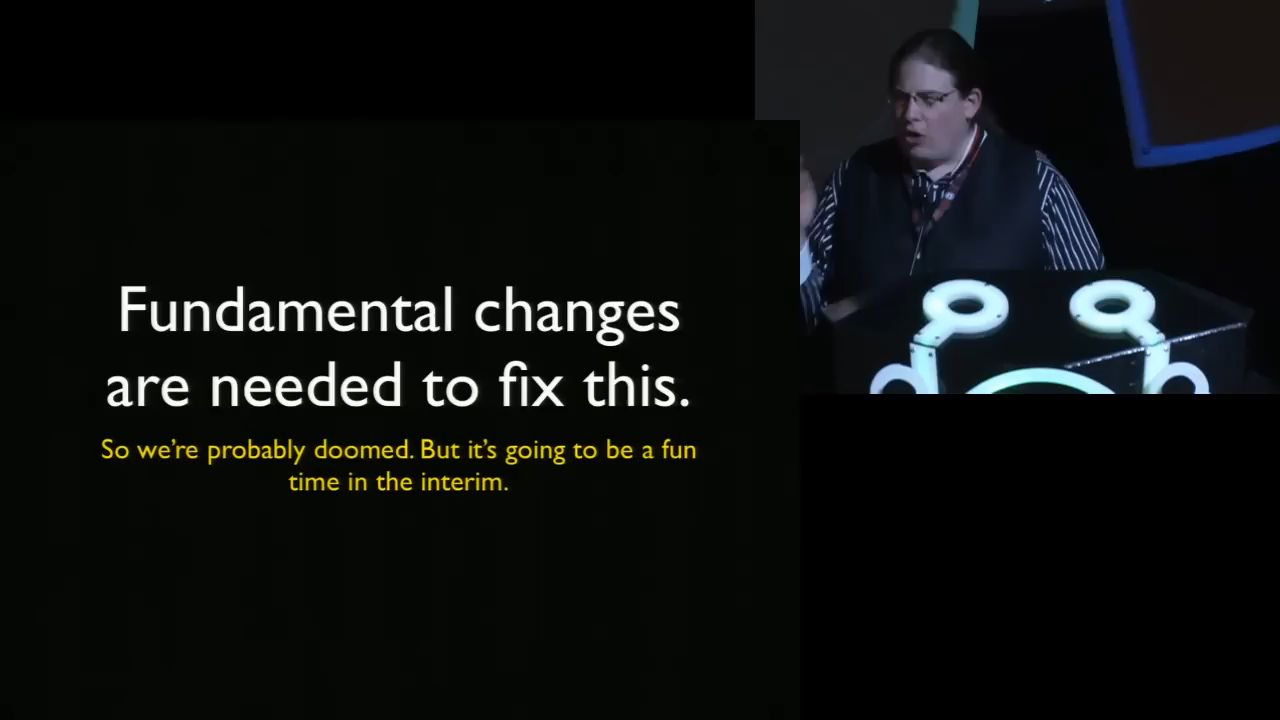 Fundamental changes
are needed to fix this.
So we're probably doomed. But it's going to be a fun
time in the interim.